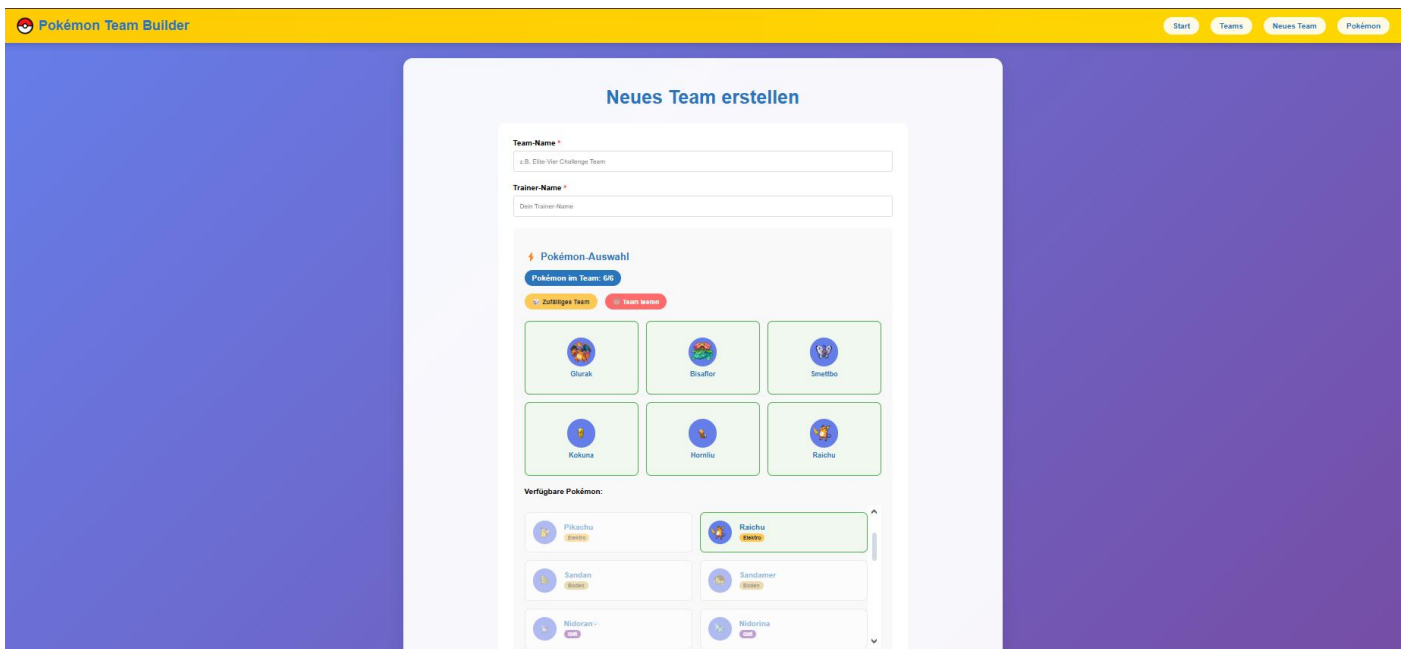 Pokémon Team Builder
Start Teams Neues Team Pokémon
Neues Team erstellen
Team-Name *
z.B. Elite-Vier Challenge Team
Trainer-Name *
Dein Trainer-Name
Pokémon-Auswahl
Pokémon im Team: 6/6
Zufälliges Team Team leeren
Glurak Bisaflor Smettbo
Kokuna Hornliu Raichu
Verfügbare Pokémon:
Pikachu Raichu
Elektro Elektro
Sandan Sandamer
Boden Boden
Nidoran♀ Nidorina
Gift Gift